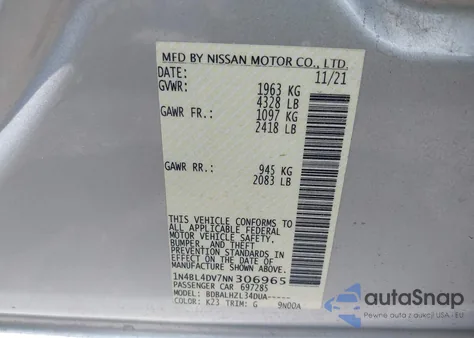 MFD BY NISSAN MOTOR CO., LTD.
DATE: 11/21
GVWR: 1963 KG
4328 LB
GAWR FR.: 1097 KG
2418 LB
GAWR RR.: 945 KG
2083 LB
THIS VEHICLE CONFORMS TO
ALL APPLICABLE FEDERAL
MOTOR VEHICLE SAFETY,
BUMPER, AND THEFT
PREVENTION STANDARDS IN
EFFECT ON THE DATE OF
MANUFACTURE SHOWN ABOVE.
1N4BL4DV7NN306965
PASSENGER CAR 697285
MODEL: BDBALHZL34DUA-----
COLOR: K23 TRIM: G 9N00A
autoSnap
VEHICLE SALES HISTORY